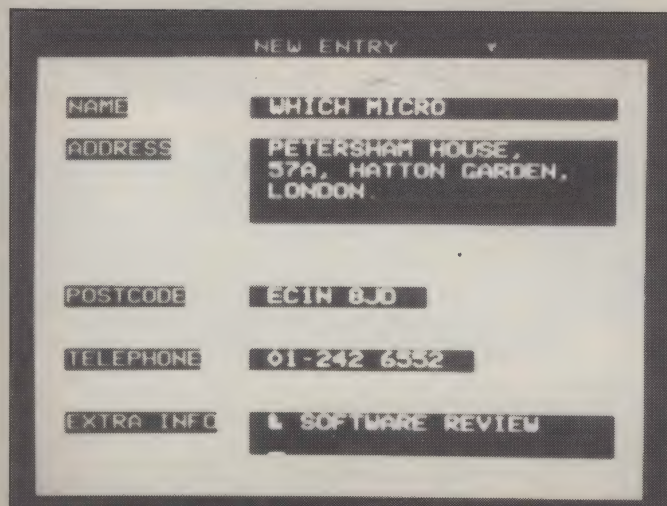 NEW ENTRY
NAME WHICH MICRO
ADDRESS PETERSHAM HOUSE,
57A, HATTON GARDEN,
LONDON.
POSTCODE EC1N 8JD
TELEPHONE 01-242 6552
EXTRA INFO & SOFTWARE REVIEW